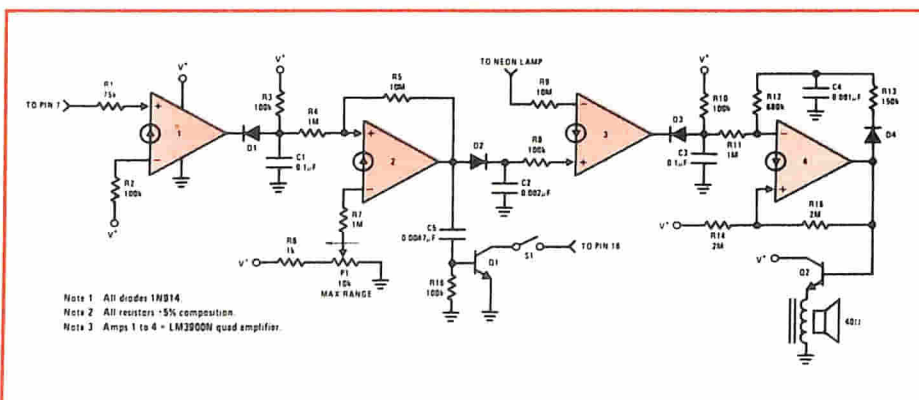 TO PIN 7
R1
75k
+
-
1
V+
R2
100k
V+
D1
V+
R3
100k
C1
0.1µF
R4
1M
R5
10M
+
-
2
R7
1M
V+
R6
1k
P1
10k
MAX RANGE
D2
C2
0.002µF
C5
0.0047µF
R16
100k
Q1
S1
TO PIN 16
R8
100k
TO NEON LAMP
R9
10M
-
+
3
D3
V+
R10
100k
C3
0.1µF
R11
1M
R12
680k
C4
0.001µF
R13
150k
D4
-
+
4
V+
R14
2M
R15
2M
V+
Q2
40Ω
Note 1 All diodes 1N914.
Note 2 All resistors ·5% composition.
Note 3 Amps 1 to 4 = LM3900N quad amplifier.